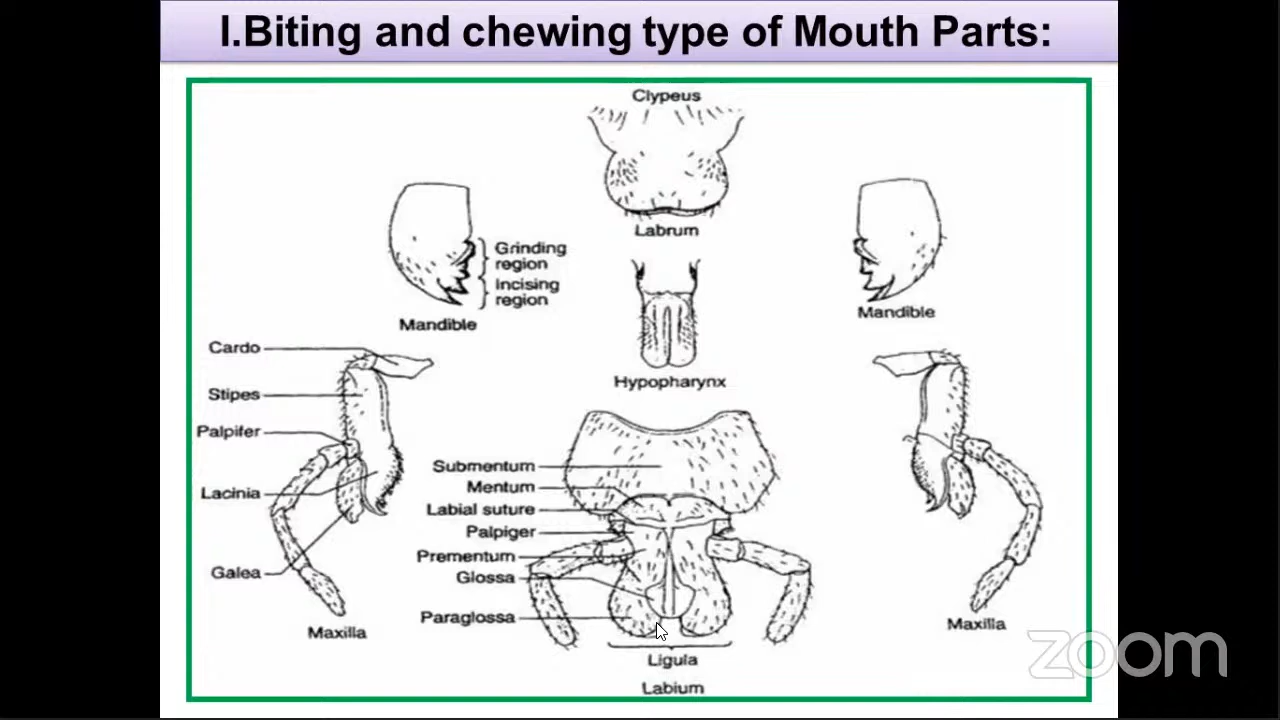 I.Biting and chewing type of Mouth Parts:
Clypeus
Labrum
Grinding
region
Incising
region
Mandible
Mandible
Hypopharynx
Cardo
Stipes
Palpifer
Lacinia
Galea
Maxilla
Submentum
Mentum
Labial suture
Palpiger
Prementum
Glossa
Paraglossa
Ligula
Labium
Maxilla
zoom